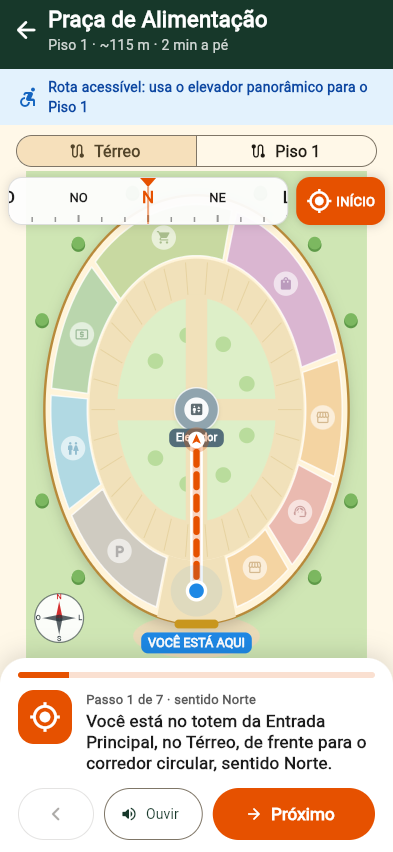 Praça de Alimentação
Piso 1 · ~115 m · 2 min a pé
Rota acessível: usa o elevador panorâmico para o
Piso 1
Térreo
Piso 1
O NO N NE L
INÍCIO
$
Elevador
P
N
O L
S
VOCÊ ESTÁ AQUI
Passo 1 de 7 · sentido Norte
Você está no totem da Entrada
Principal, no Térreo, de frente para o
corredor circular, sentido Norte.
Ouvir
Próximo